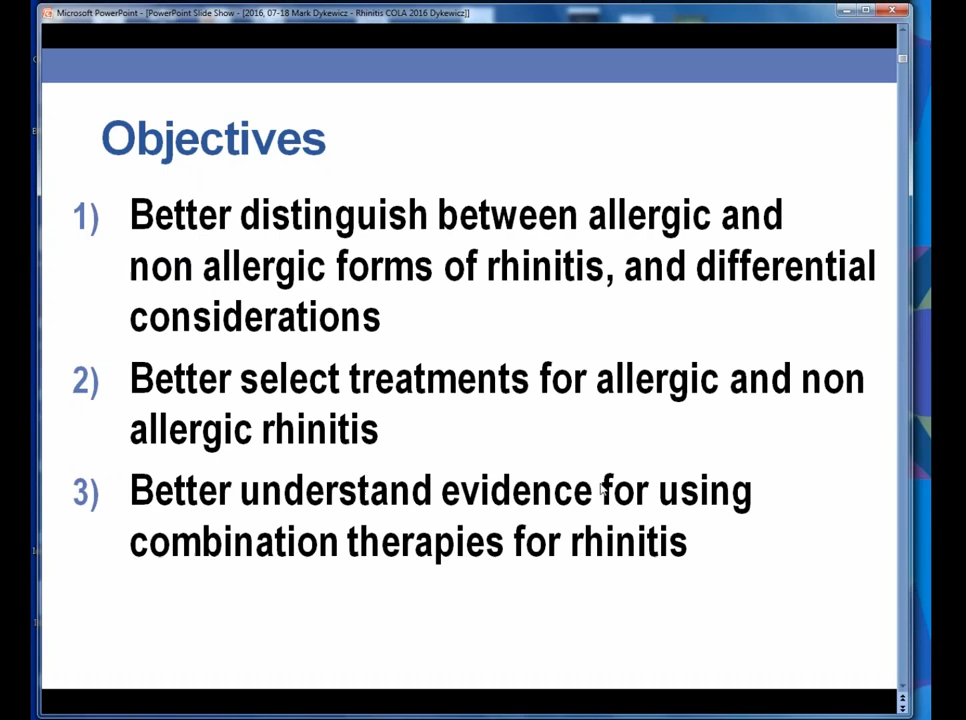 Microsoft PowerPoint - [PowerPoint Slide Show - [2016, 07-18 Mark Dykewicz - Rhinitis COLA 2016 Dykewicz]]
Objectives
1) Better distinguish between allergic and
non allergic forms of rhinitis, and differential
considerations
2) Better select treatments for allergic and non
allergic rhinitis
3) Better understand evidence for using
combination therapies for rhinitis